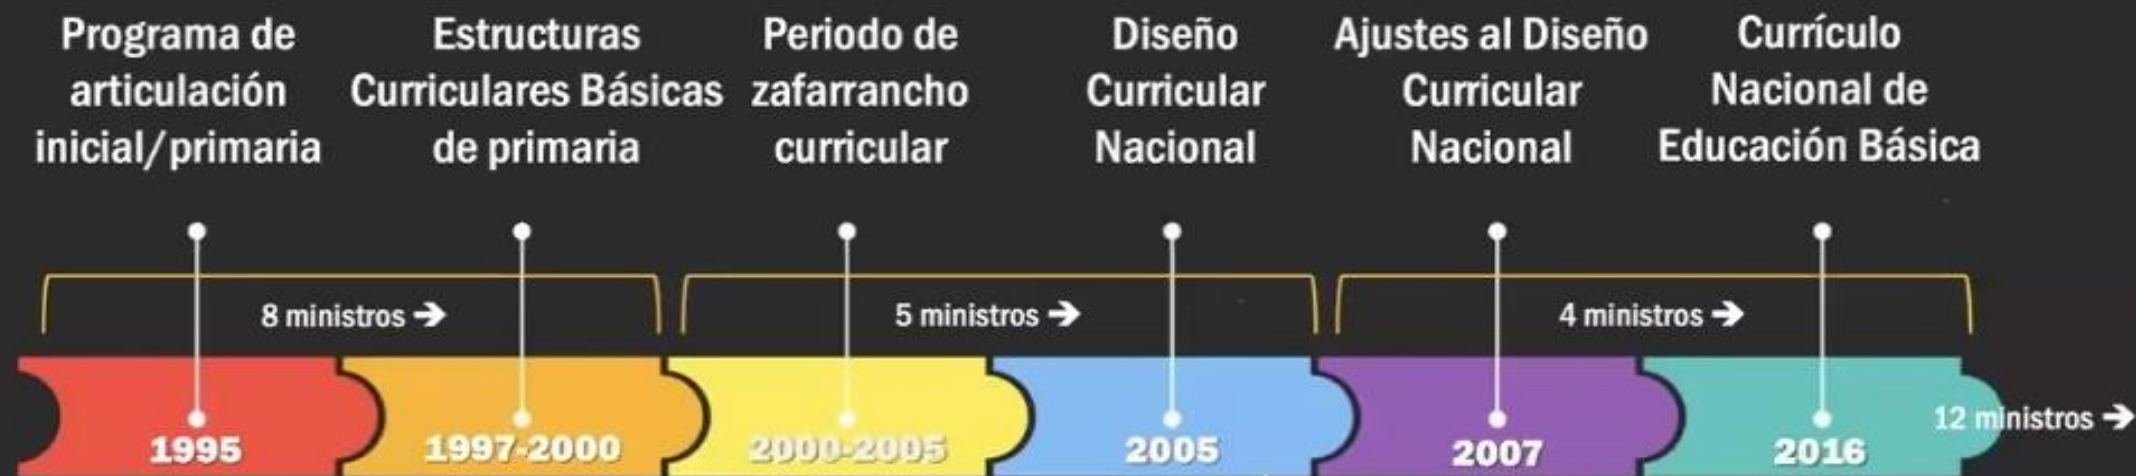 Programa de
articulación
inicial/primaria
Estructuras
Curriculares Básicas
de primaria
Periodo de
zafarrancho
curricular
Diseño
Curricular
Nacional
Ajustes al Diseño
Curricular
Nacional
Currículo
Nacional de
Educación Básica
8 ministros ➔
5 ministros ➔
4 ministros ➔
12 ministros ➔
1995
1997-2000
2000-2005
2005
2007
2016